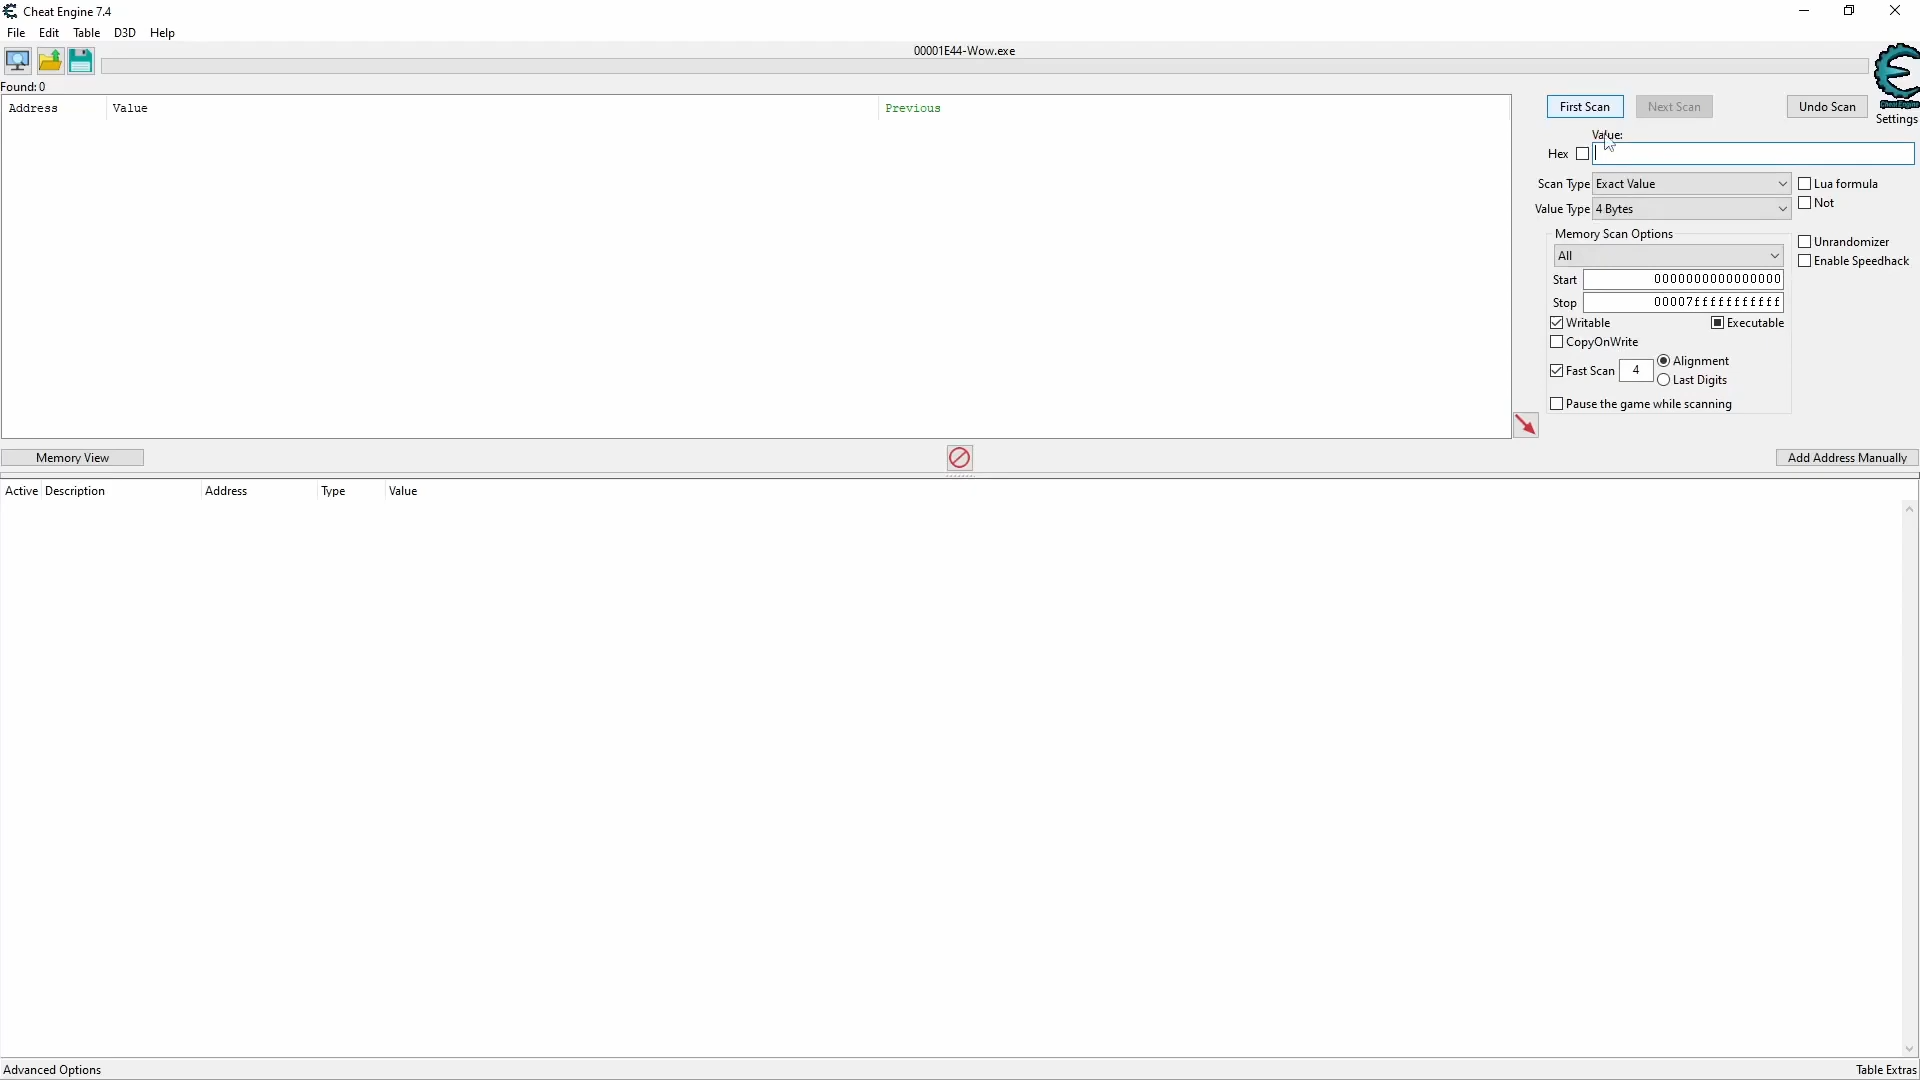 Cheat Engine 7.4
File Edit Table D3D Help
00001E44-Wow.exe
Found: 0
Address Value Previous
First Scan Next Scan Undo Scan
Cheat Engine
Settings
Value:
Hex
Scan Type Exact Value Lua formula
Not
Value Type 4 Bytes
Memory Scan Options
Unrandomizer
All
Enable Speedhack
Start 0000000000000000
Stop 00007fffffffffff
Writable Executable
CopyOnWrite
Fast Scan 4 Alignment
Last Digits
Pause the game while scanning
Memory View Add Address Manually
Active Description Address Type Value
Advanced Options Table Extras